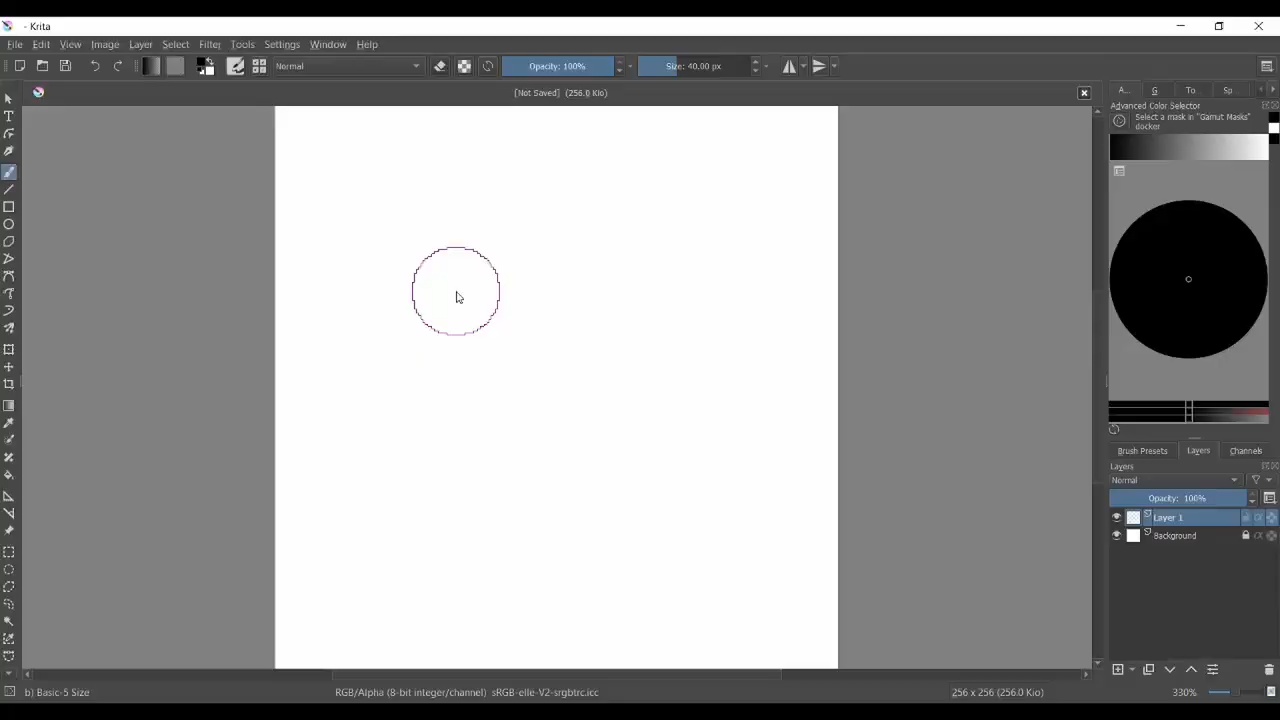 - Krita
File Edit View Image Layer Select Filter Tools Settings Window Help
Normal Opacity: 100% Size: 40.00 px
[Not Saved] (256.0 Kio)
A... G To... Sp...
Advanced Color Selector
Select a mask in "Gamut Masks"
docker
Brush Presets Layers Channels
Layers
Normal
Opacity: 100%
Layer 1
Background
b) Basic-5 Size RGB/Alpha (8-bit integer/channel) sRGB-elle-V2-srgbtrc.icc 256 x 256 (256.0 Kio) 330%